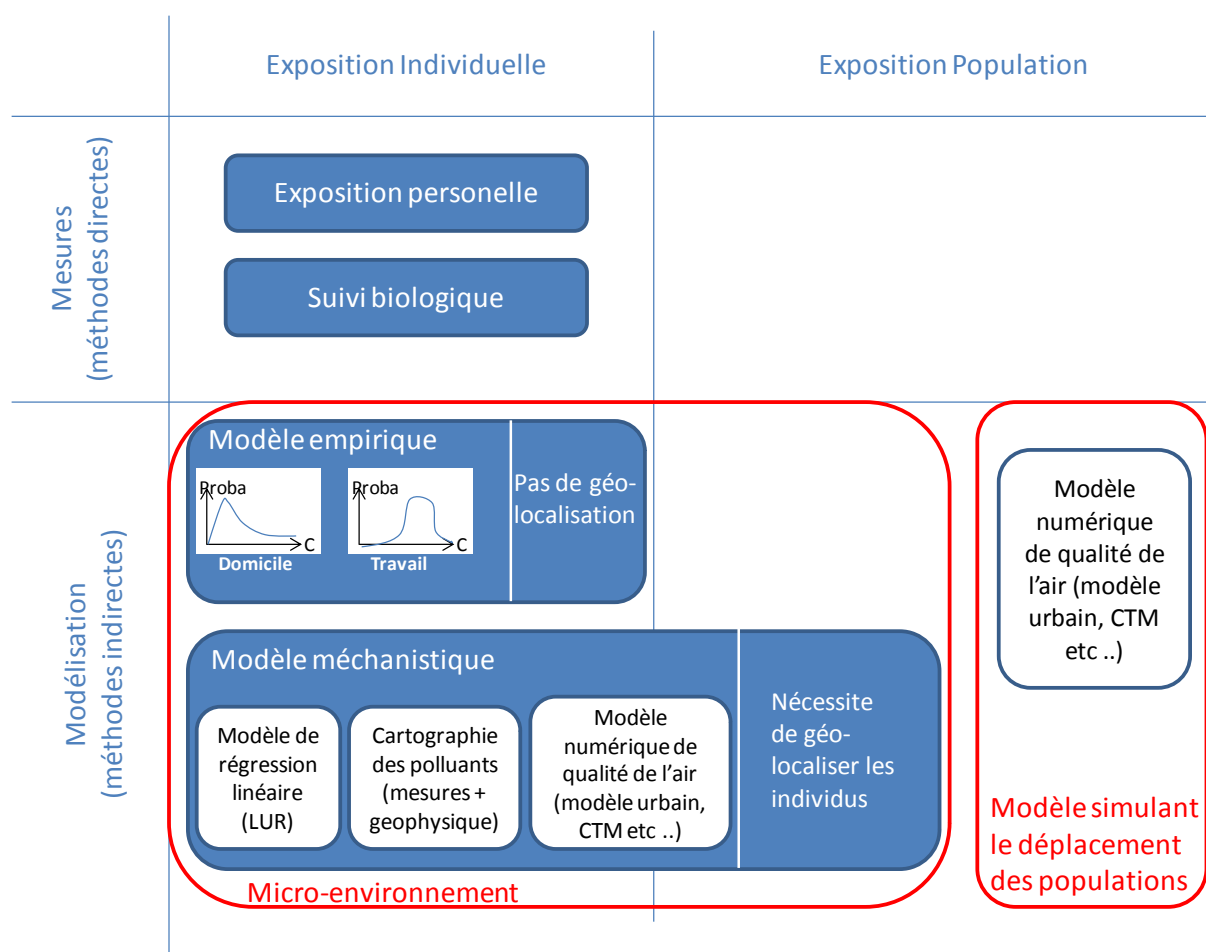 Exposition Individuelle
Exposition Population
Mesures
(méthodes directes)
Exposition personelle
Suivi biologique
Modélisation
(méthodes indirectes)
Modèle empirique
Proba
C
Domicile
Proba
C
Travail
Pas de géo-
localisation
Modèle méchanistique
Modèle de
régression
linéaire
(LUR)
Cartographie
des polluants
(mesures +
geophysique)
Modèle
numérique de
qualité de l'air
(modèle urbain,
CTM etc ..)
Nécessite
de géo-
localiser les
individus
Micro-environnement
Modèle
numérique
de qualité de
l'air (modèle
urbain, CTM
etc ..)
Modèle simulant
le déplacement
des populations